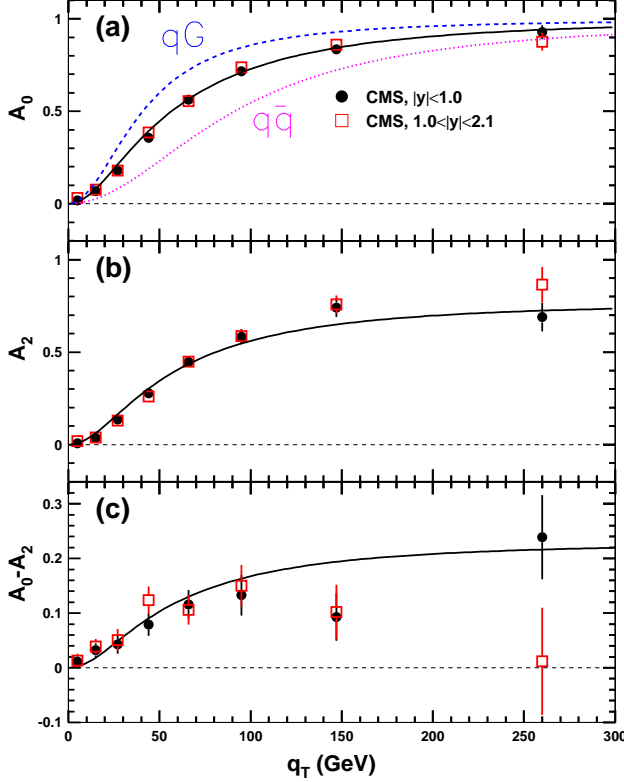 (a)
qG
1
0.5
0
A₀
qq̄
CMS, |y|<1.0
CMS, 1.0<|y|<2.1
(b)
1
0.5
0
A₂
(c)
0.3
0.2
0.1
0
-0.1
A₀-A₂
0 50 100 150 200 250 300
q_T (GeV)